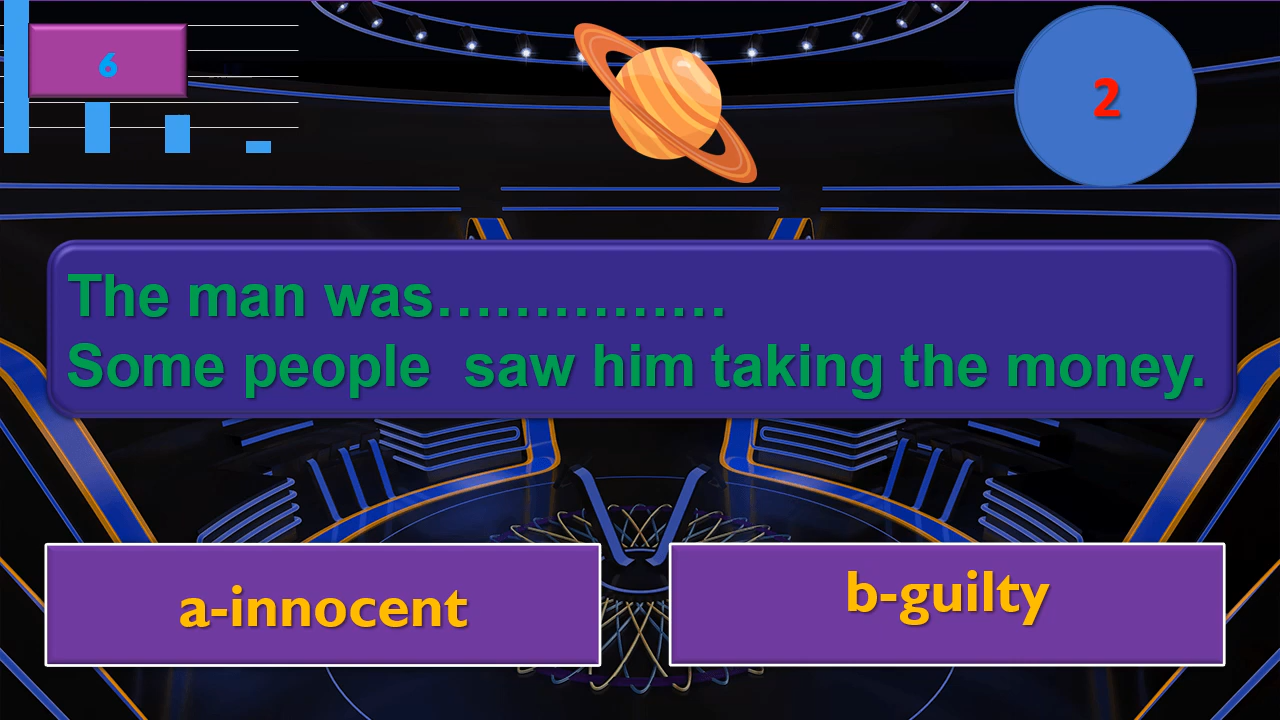 6
2
The man was……………
Some people  saw him taking the money.
a-innocent
b-guilty